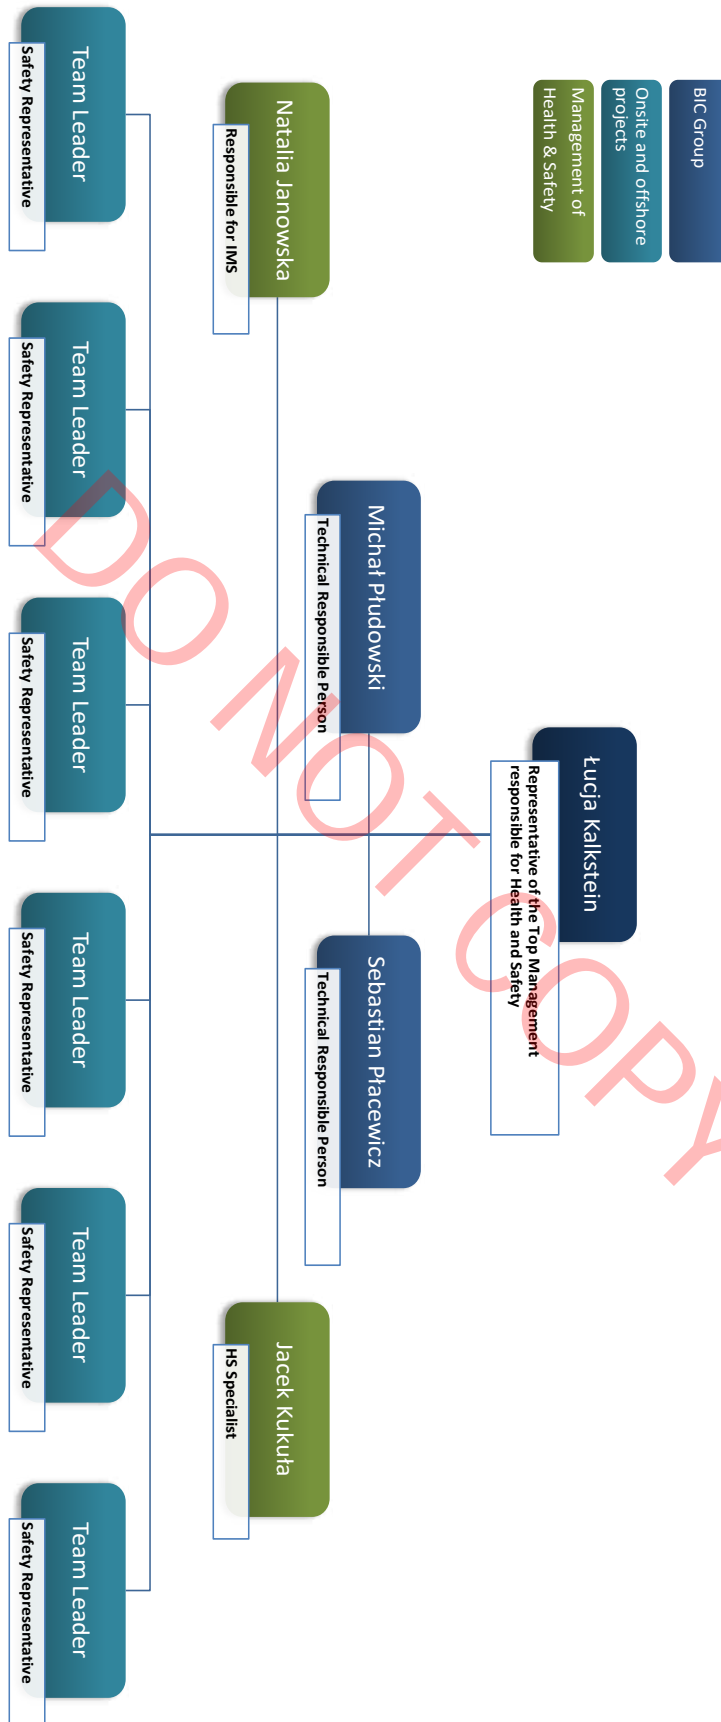 BIC Group
Onsite and offshore
projects
Management of
Health & Safety
Łucja Kalkstein
Representative of the Top Management
responsible for Health and Safety
Michał Płudowski
Technical Responsible Person
Sebastian Płacewicz
Technical Responsible Person
Natalia Janowska
Responsible for IMS
Jacek Kukuła
HS Specialist
Team Leader
Safety Representative
Team Leader
Safety Representative
Team Leader
Safety Representative
Team Leader
Safety Representative
Team Leader
Safety Representative
Team Leader
Safety Representative
DO NOT COPY